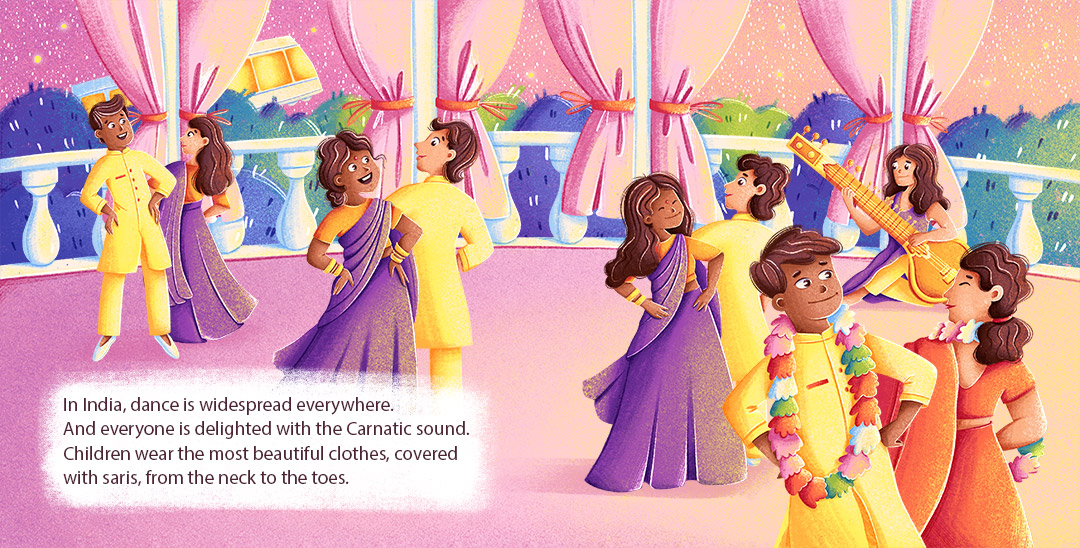 In India, dance is widespread everywhere.
And everyone is delighted with the Carnatic sound.
Children wear the most beautiful clothes, covered
with saris, from the neck to the toes.